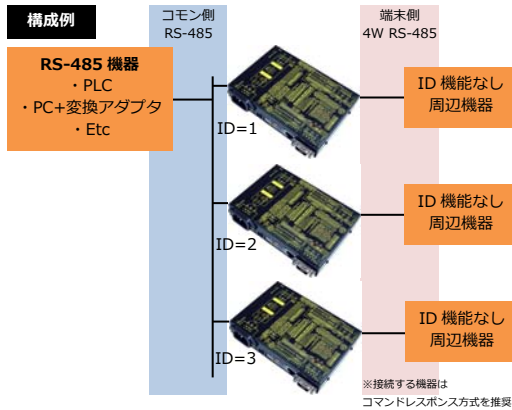 構成例
コモン側
RS-485
端末側
4W RS-485
RS-485 機器
・PLC
・PC+変換アダプタ
・Etc
ID=1
ID 機能なし
周辺機器
ID=2
ID 機能なし
周辺機器
ID=3
ID 機能なし
周辺機器
※接続する機器は
コマンドレスポンス方式を推奨